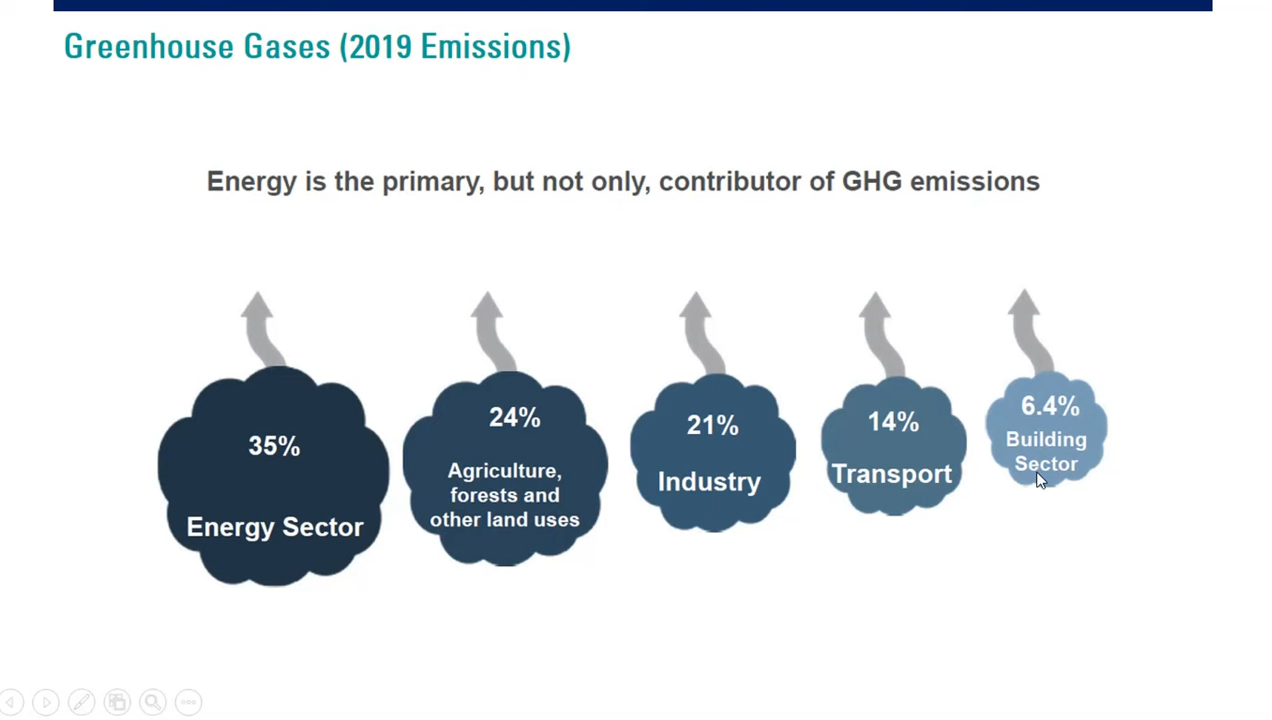 Greenhouse Gases (2019 Emissions)
Energy is the primary, but not only, contributor of GHG emissions
35%
Energy Sector
24%
Agriculture,
forests and
other land uses
21%
Industry
14%
Transport
6.4%
Building
Sector